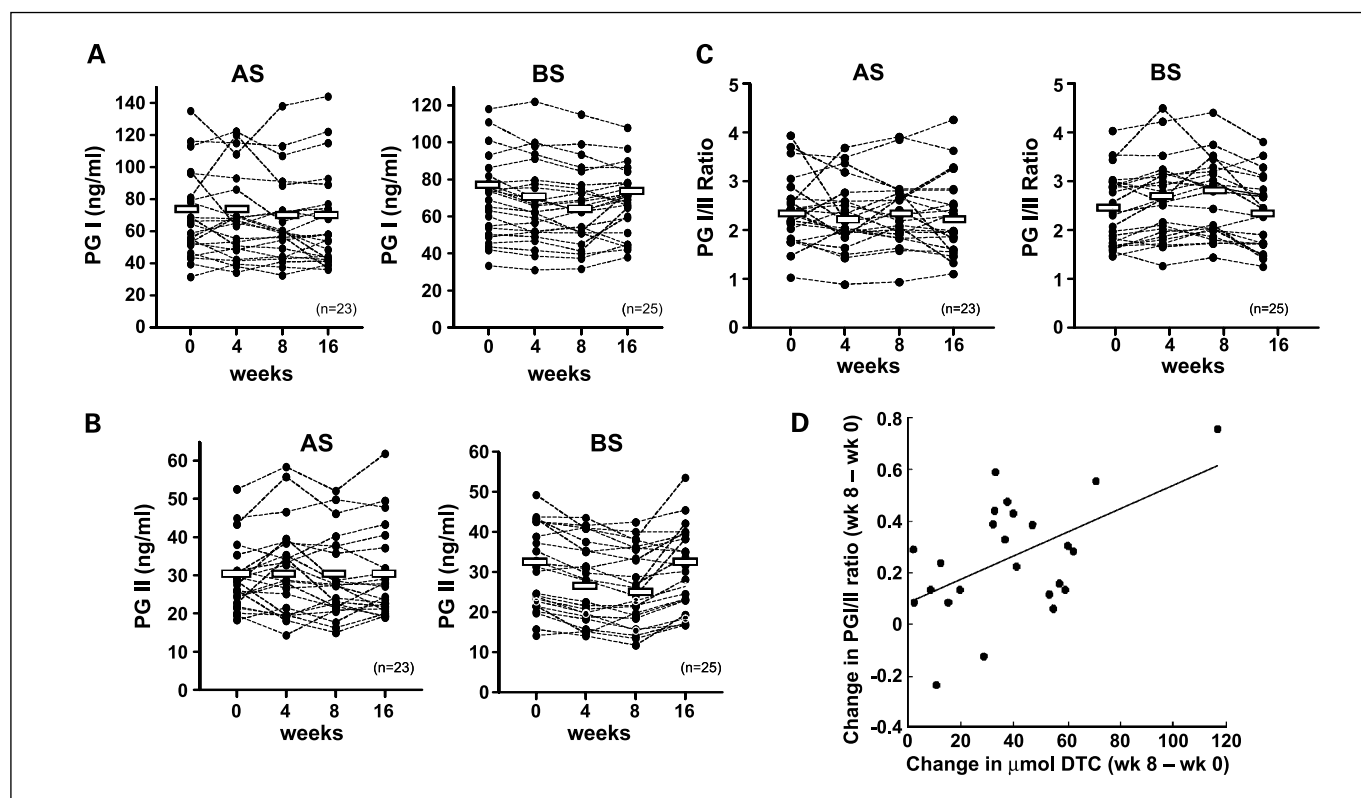 A
AS
PG I (ng/ml)
140
120
100
80
60
40
20
0
(n=23)
0 4 8 16
weeks
BS
PG I (ng/ml)
120
100
80
60
40
20
0
(n=25)
0 4 8 16
weeks
C
AS
PG I/II Ratio
5
4
3
2
1
0
(n=23)
0 4 8 16
weeks
BS
PG I/II Ratio
5
4
3
2
1
0
(n=25)
0 4 8 16
weeks
B
AS
PG II (ng/ml)
60
50
40
30
20
10
0
(n=23)
0 4 8 16
weeks
BS
PG II (ng/ml)
60
50
40
30
20
10
0
(n=25)
0 4 8 16
weeks
D
Change in PGI/II ratio (wk 8 – wk 0)
0.8
0.6
0.4
0.2
0
-0.2
-0.4
0 20 40 60 80 100 120
Change in μmol DTC (wk 8 – wk 0)